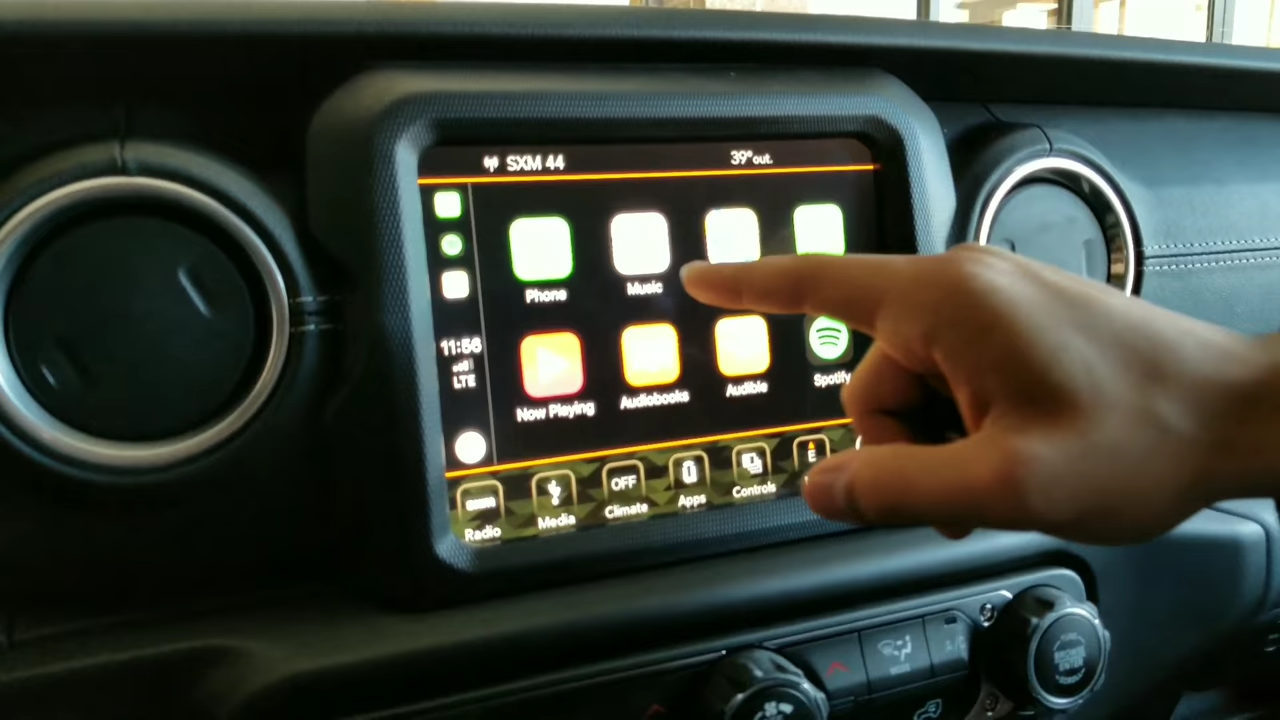 SXM 44
39° out.
Phone
Music
11:56
LTE
Now Playing
Audiobooks
Audible
Spotify
Radio
Media
OFF
Climate
Apps
Controls
E
MODE